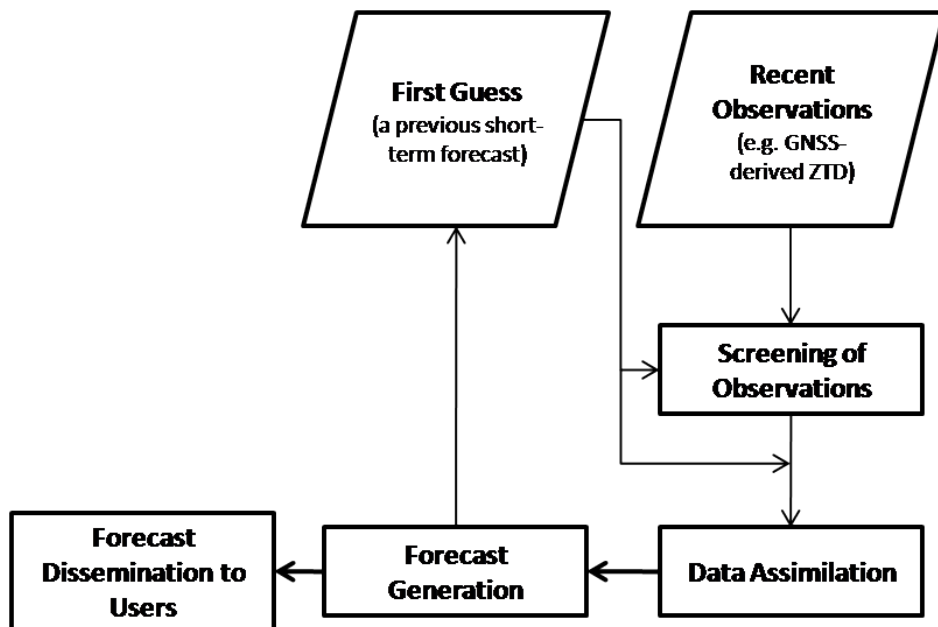 First Guess
(a previous short-
term forecast)
Recent
Observations
(e.g. GNSS-
derived ZTD)
Screening of
Observations
Forecast
Dissemination to
Users
Forecast
Generation
Data Assimilation